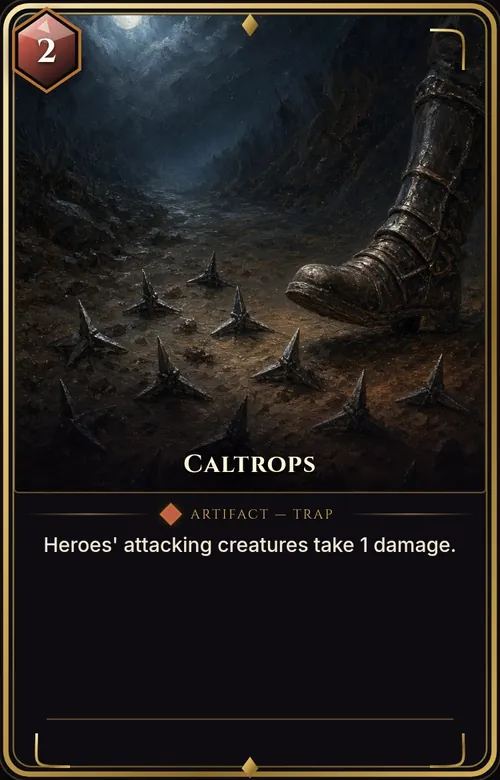 2
Caltrops
ARTIFACT — TRAP
Heroes' attacking creatures take 1 damage.